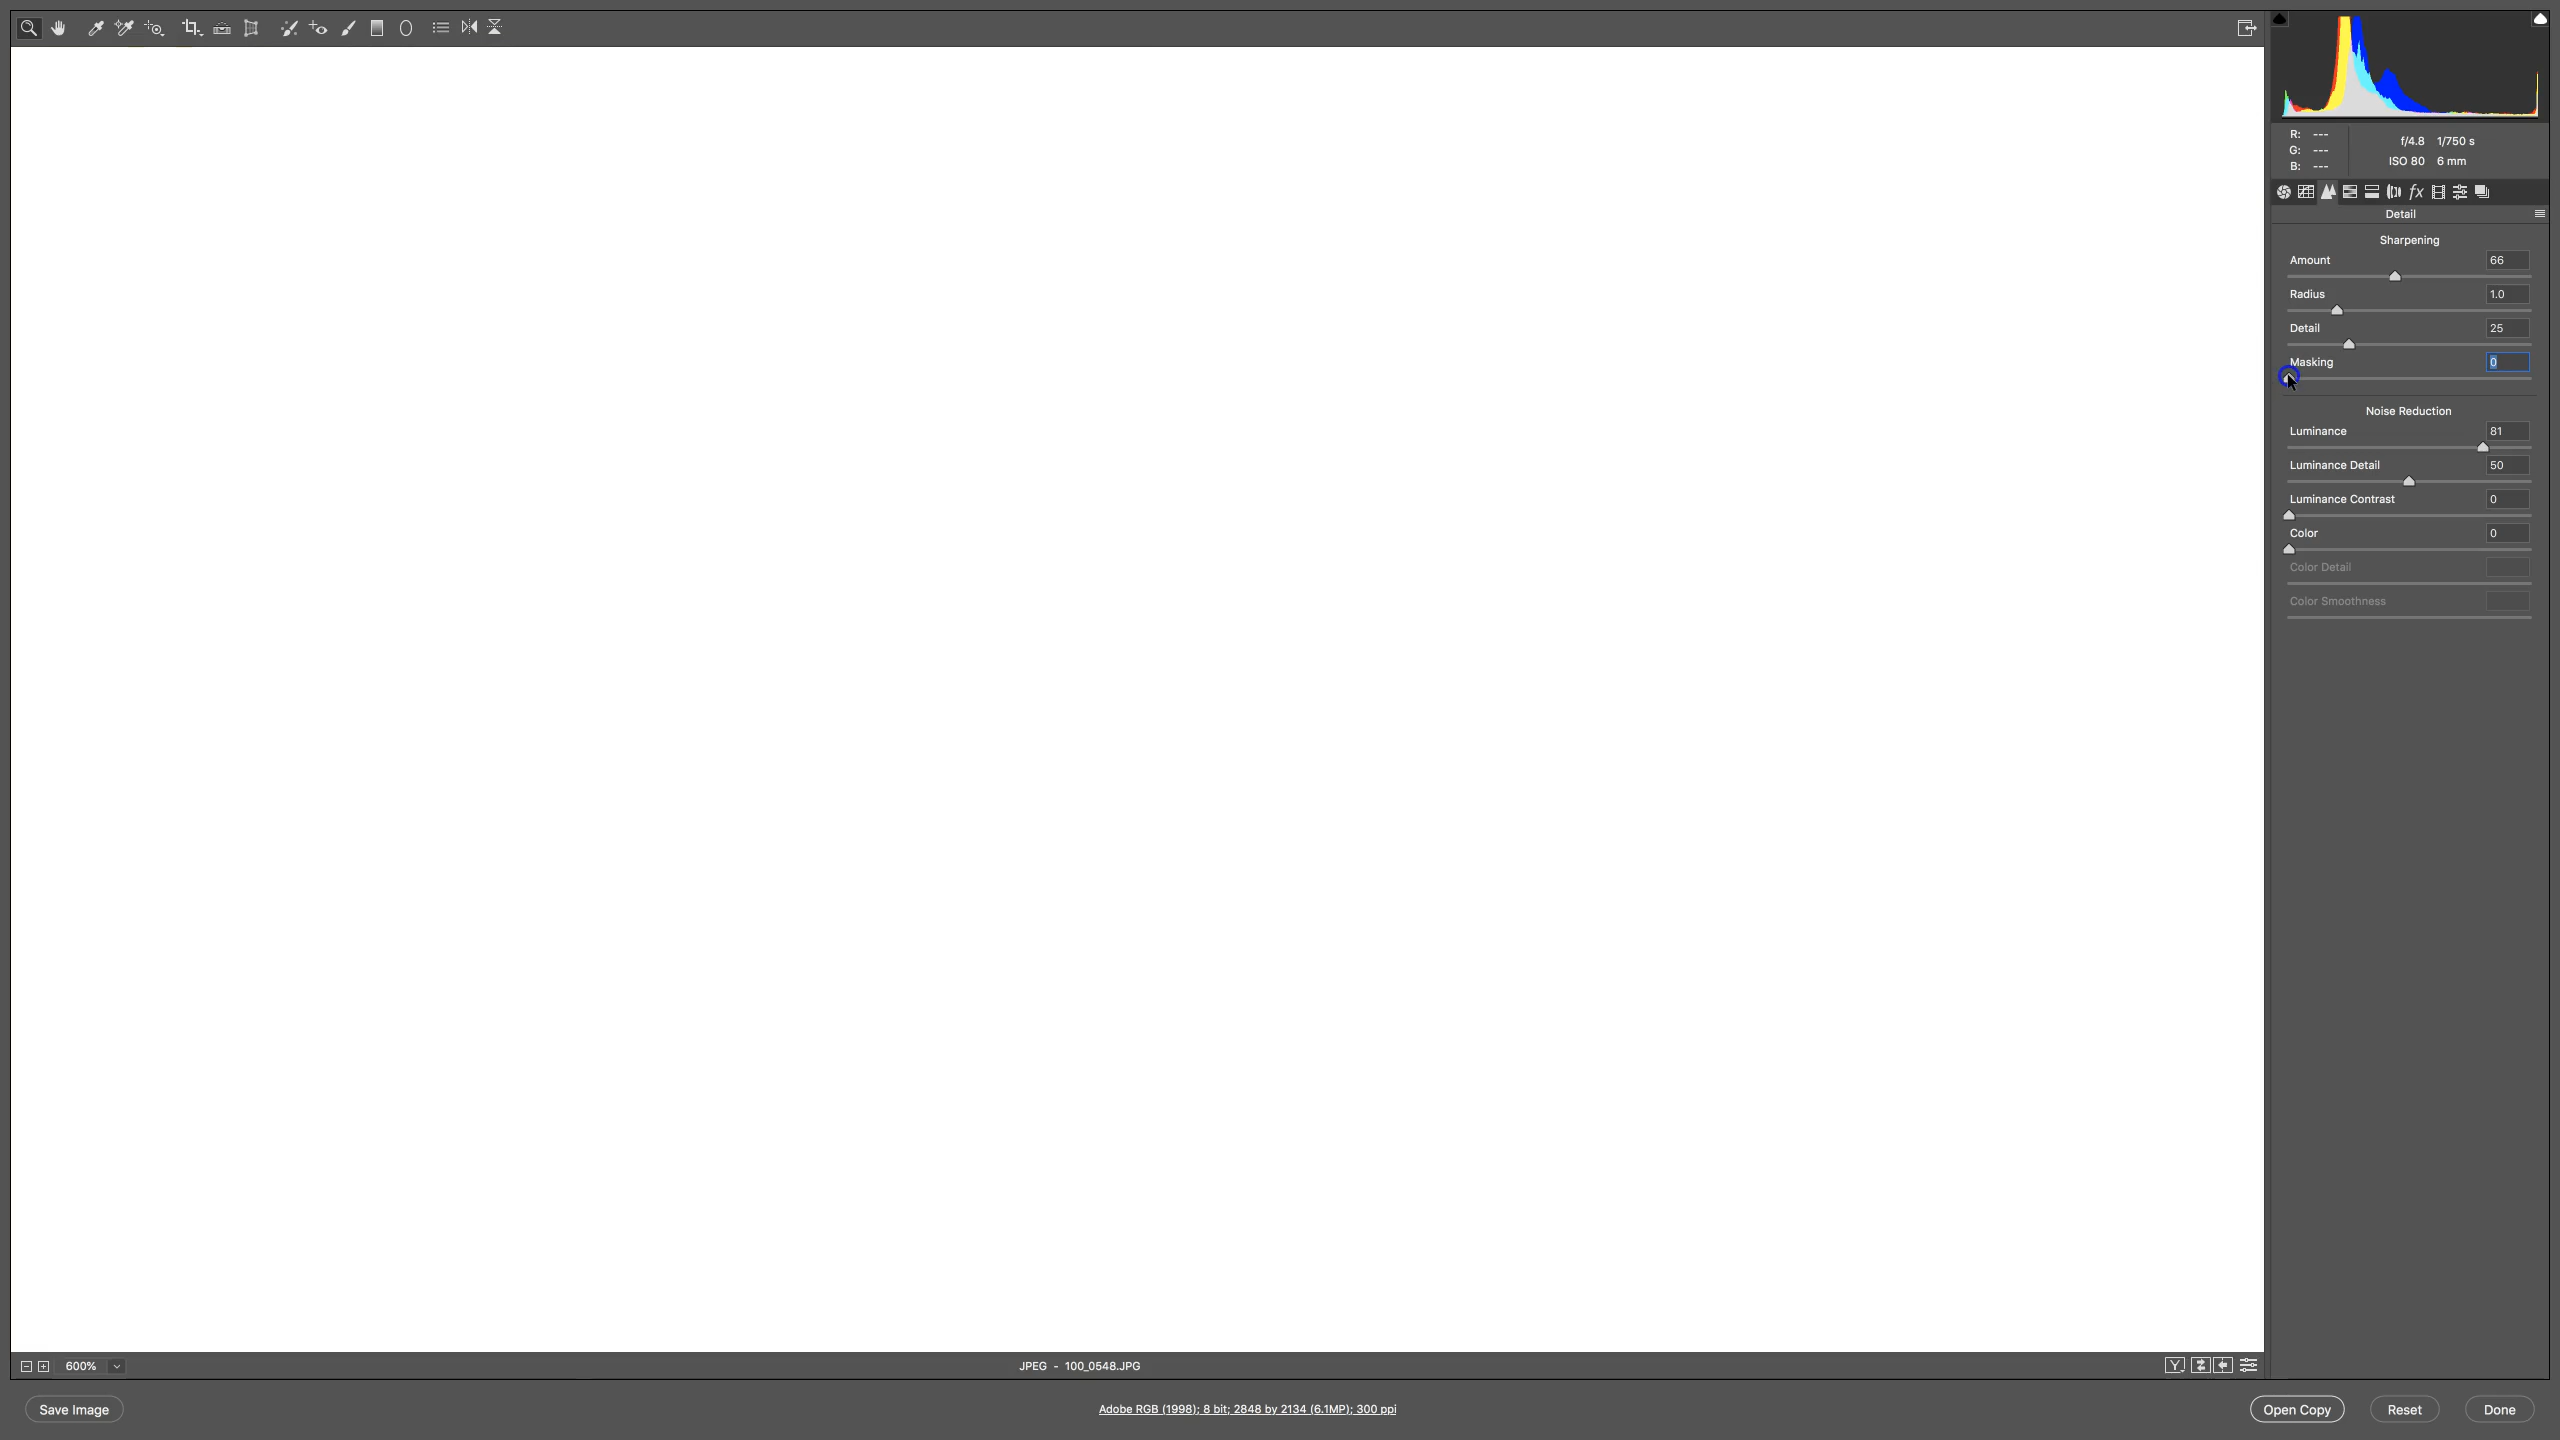 R: ---
G: ---
B: ---
f/4.8 1/750 s
ISO 80 6 mm
fx
Detail
Sharpening
Amount 66
Radius 1.0
Detail 25
Masking 0
Noise Reduction
Luminance 81
Luminance Detail 50
Luminance Contrast 0
Color 0
Color Detail
Color Smoothness
600%
JPEG - 100_0548.JPG
Y
Save Image
Adobe RGB (1998); 8 bit; 2848 by 2134 (6.1MP); 300 ppi
Open Copy
Reset
Done